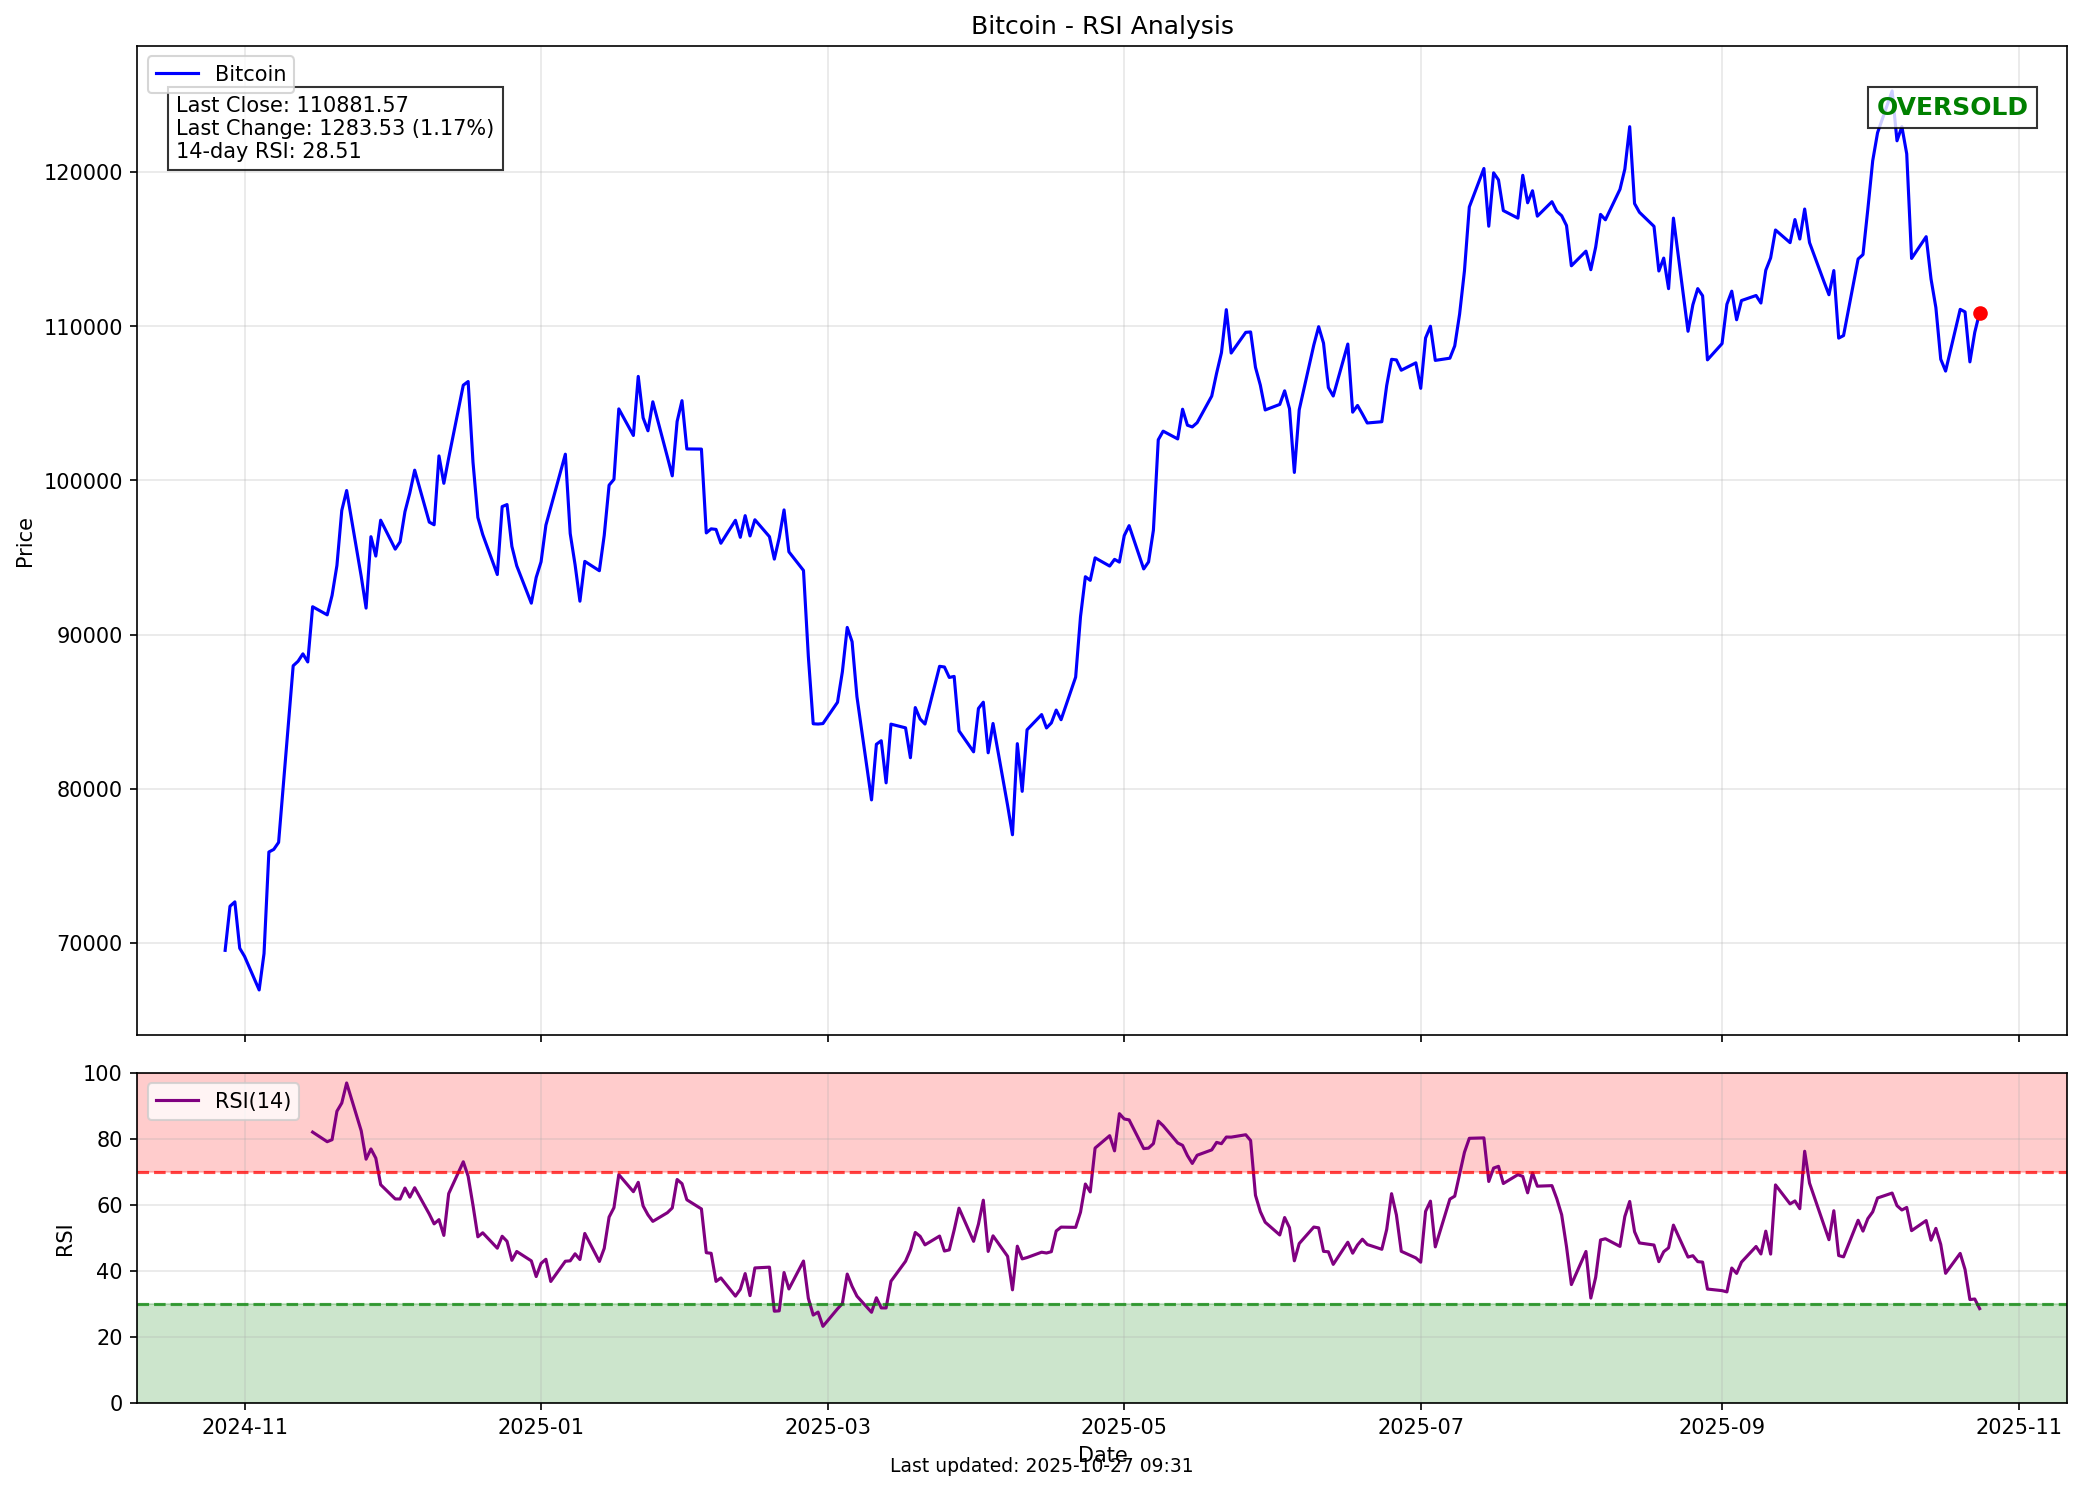 Bitcoin - RSI Analysis
Bitcoin
Last Close: 110881.57
Last Change: 1283.53 (1.17%)
14-day RSI: 28.51
OVERSOLD
120000
110000
100000
90000
80000
70000
Price
100
80
60
40
20
0
RSI
RSI(14)
2024-11
2025-01
2025-03
2025-05
2025-07
2025-09
2025-11
Date
Last updated: 2025-10-27 09:31